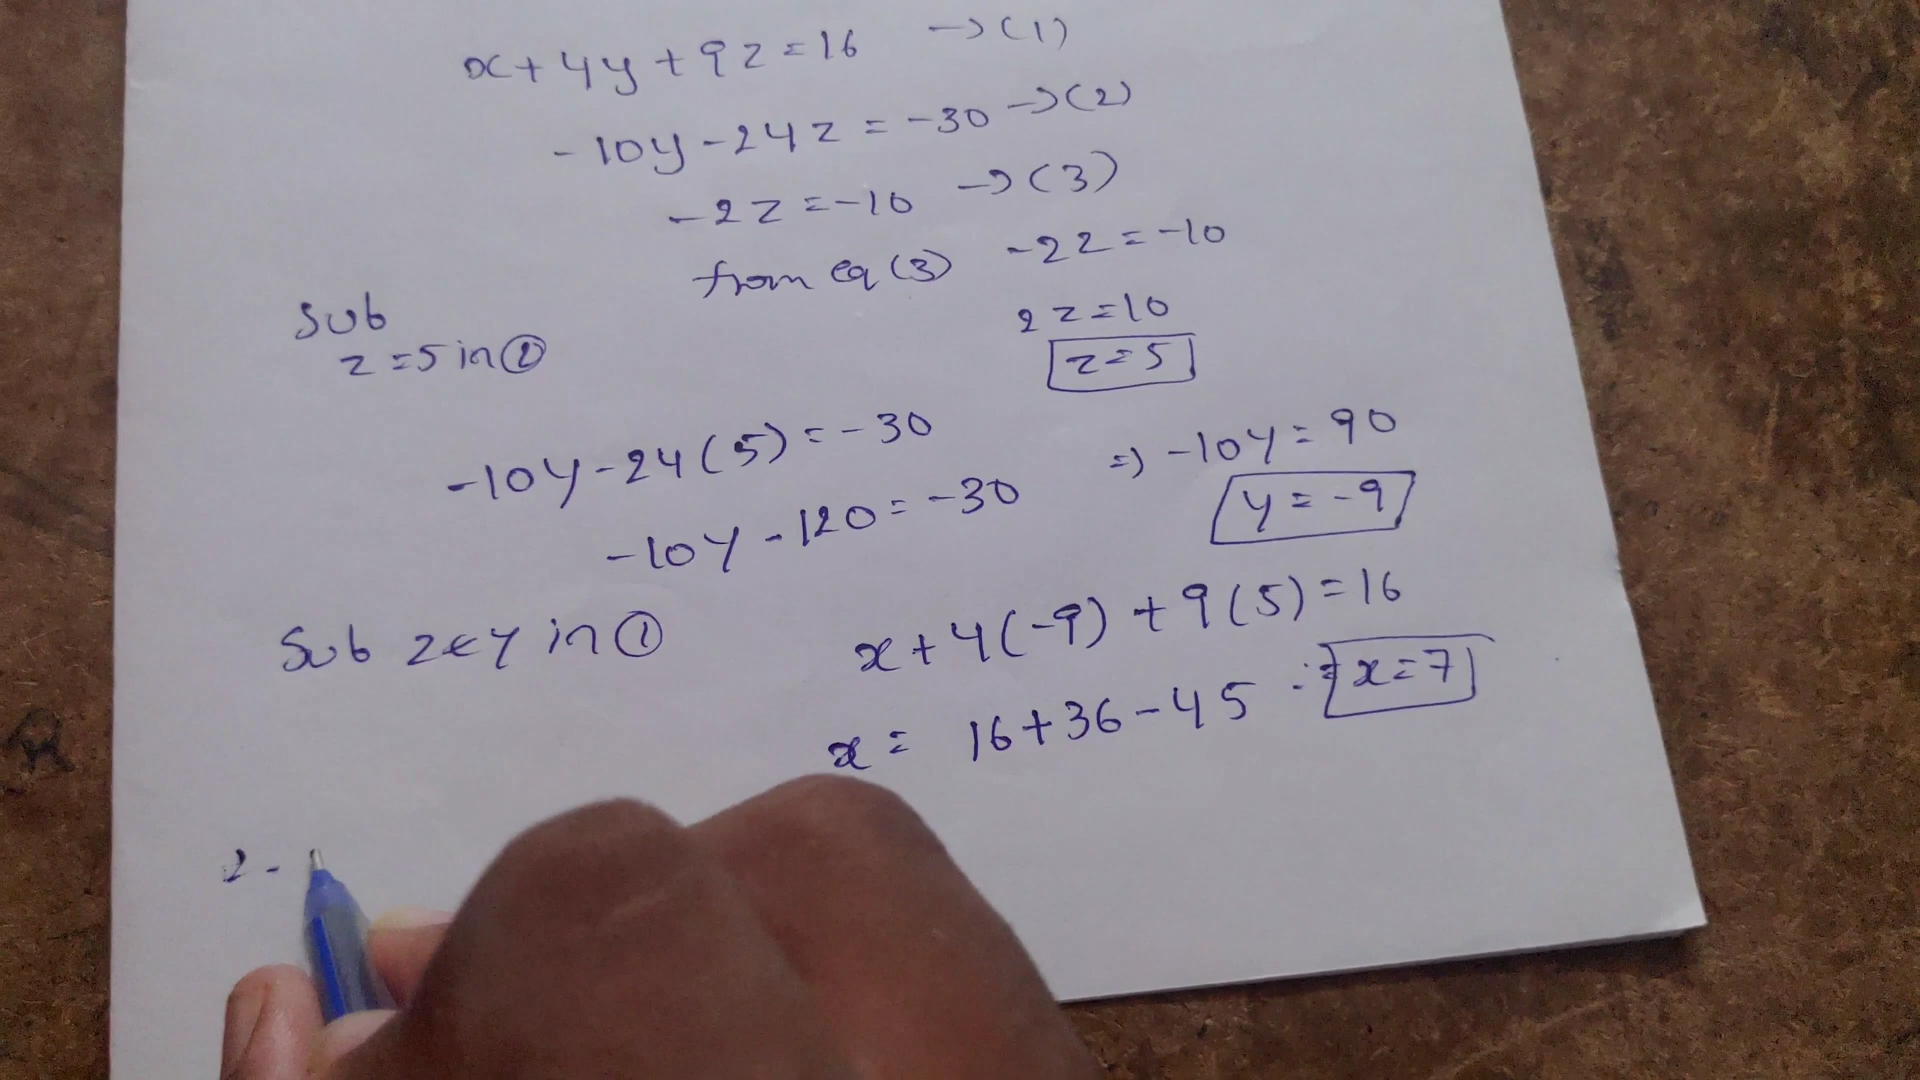 x+4y+9z=16 →(1)
-10y-24z=-30 →(2)
-2z=-10 →(3)
from eq (3) -2z=-10
Sub
2z=10
z=5 in ②
z=5
-10y-24(5)=-30
⇒ -10y=90
-10y-120=-30
y=-9
Sub z & y in ①
x+4(-9)+9(5)=16
x= 16+36-45 ∴ x=7
2-